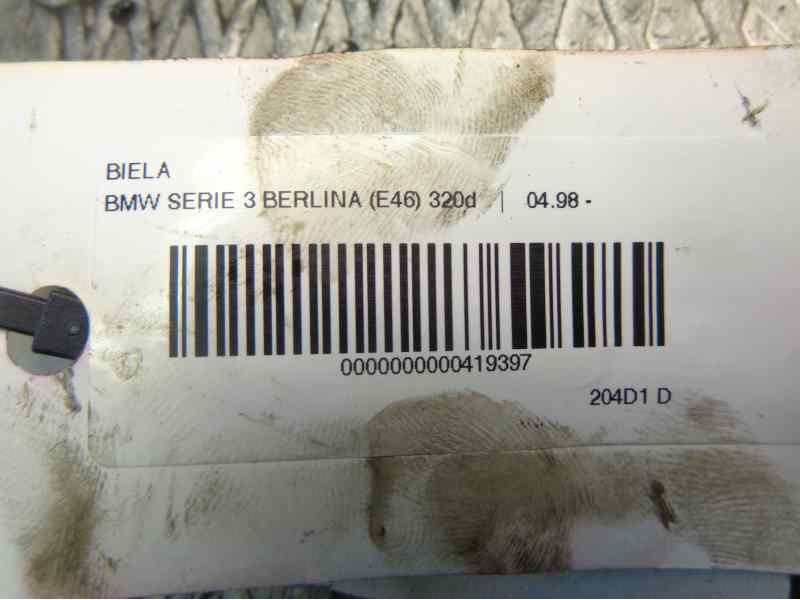 BIELA
BMW SERIE 3 BERLINA (E46) 320d | 04.98 -
0000000000419397
204D1 D